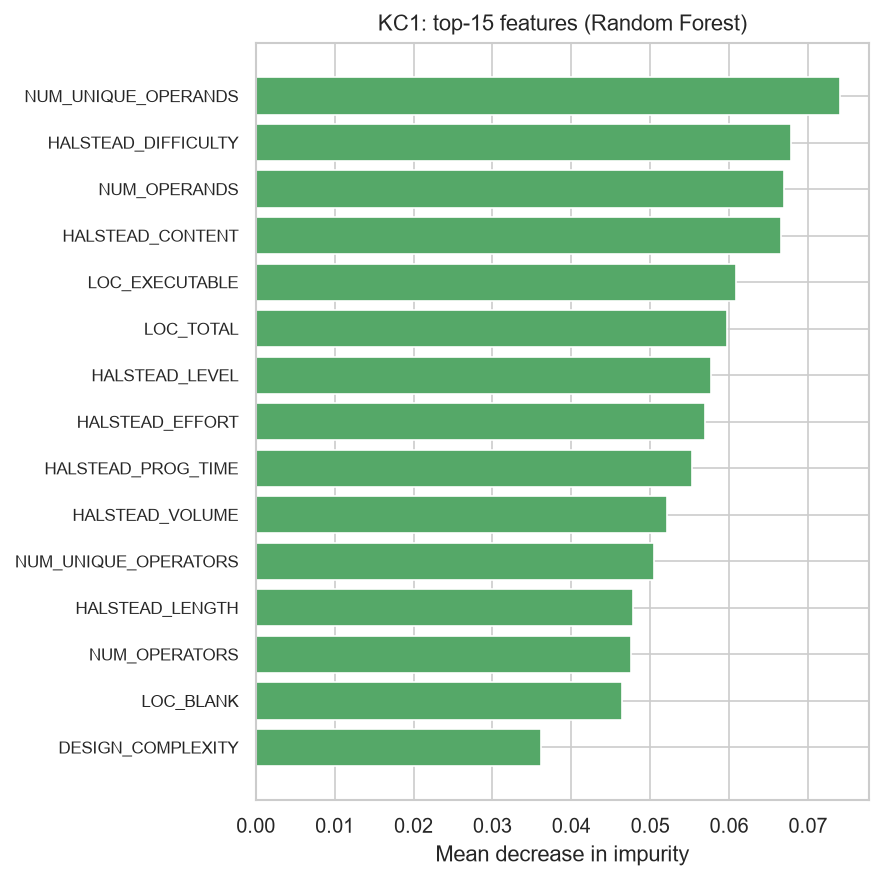 KC1: top-15 features (Random Forest)
NUM_UNIQUE_OPERANDS
HALSTEAD_DIFFICULTY
NUM_OPERANDS
HALSTEAD_CONTENT
LOC_EXECUTABLE
LOC_TOTAL
HALSTEAD_LEVEL
HALSTEAD_EFFORT
HALSTEAD_PROG_TIME
HALSTEAD_VOLUME
NUM_UNIQUE_OPERATORS
HALSTEAD_LENGTH
NUM_OPERATORS
LOC_BLANK
DESIGN_COMPLEXITY
0.00 0.01 0.02 0.03 0.04 0.05 0.06 0.07
Mean decrease in impurity